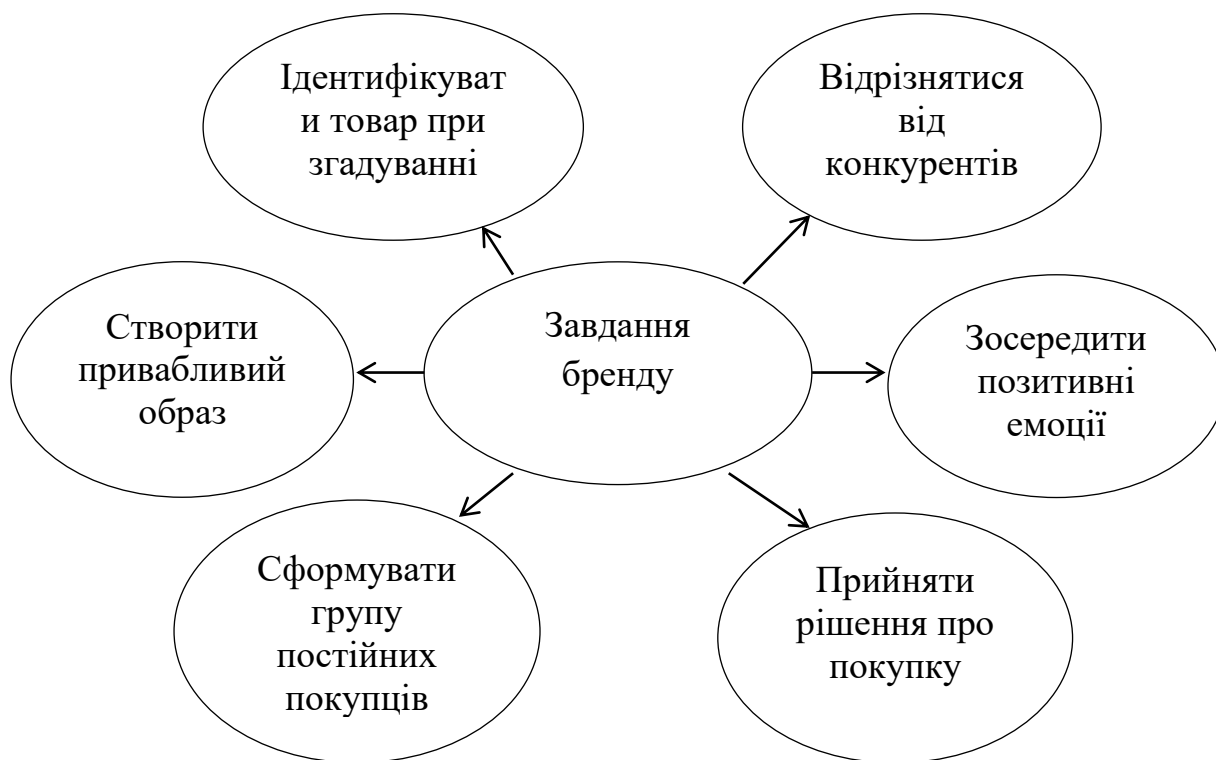 Ідентифікуват
и товар при
згадуванні
Відрізнятися
від
конкурентів
Створити
привабливий
образ
Завдання
бренду
Зосередити
позитивні
емоції
Сформувати
групу
постійних
покупців
Прийняти
рішення про
покупку